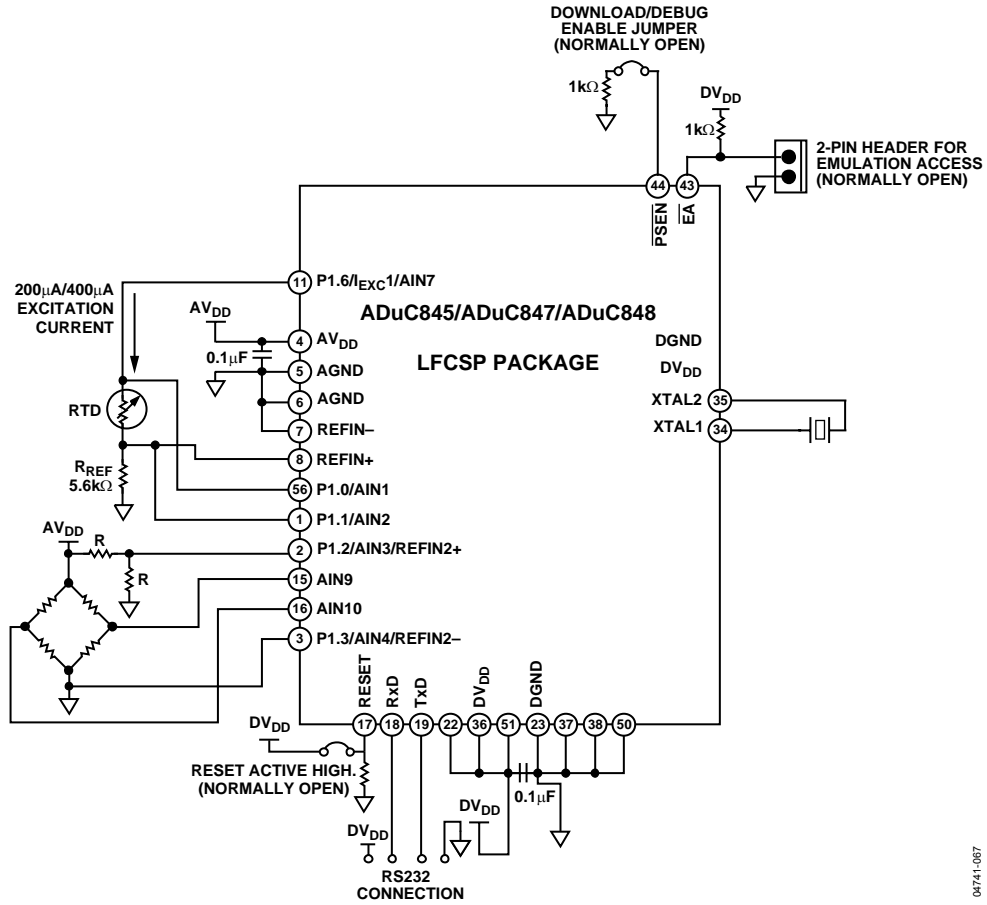 DOWNLOAD/DEBUG
ENABLE JUMPER
(NORMALLY OPEN)
1kΩ
DVDD
1kΩ
2-PIN HEADER FOR
EMULATION ACCESS
(NORMALLY OPEN)
44
43
PSEN
EA
200μA/400μA
EXCITATION
CURRENT
11
P1.6/IEXC1/AIN7
ADuC845/ADuC847/ADuC848
LFCSP PACKAGE
AVDD
4
AVDD
0.1μF
5
AGND
6
AGND
7
REFIN–
8
REFIN+
RTD
RREF
5.6kΩ
56
P1.0/AIN1
1
P1.1/AIN2
DGND
DVDD
XTAL2
35
XTAL1
34
AVDD
R
R
2
P1.2/AIN3/REFIN2+
15
AIN9
16
AIN10
3
P1.3/AIN4/REFIN2–
RESET
RxD
TxD
DVDD
DGND
17
18
19
22
36
51
23
37
38
50
DVDD
RESET ACTIVE HIGH.
(NORMALLY OPEN)
0.1μF
DVDD
DVDD
RS232
CONNECTION
04741-067